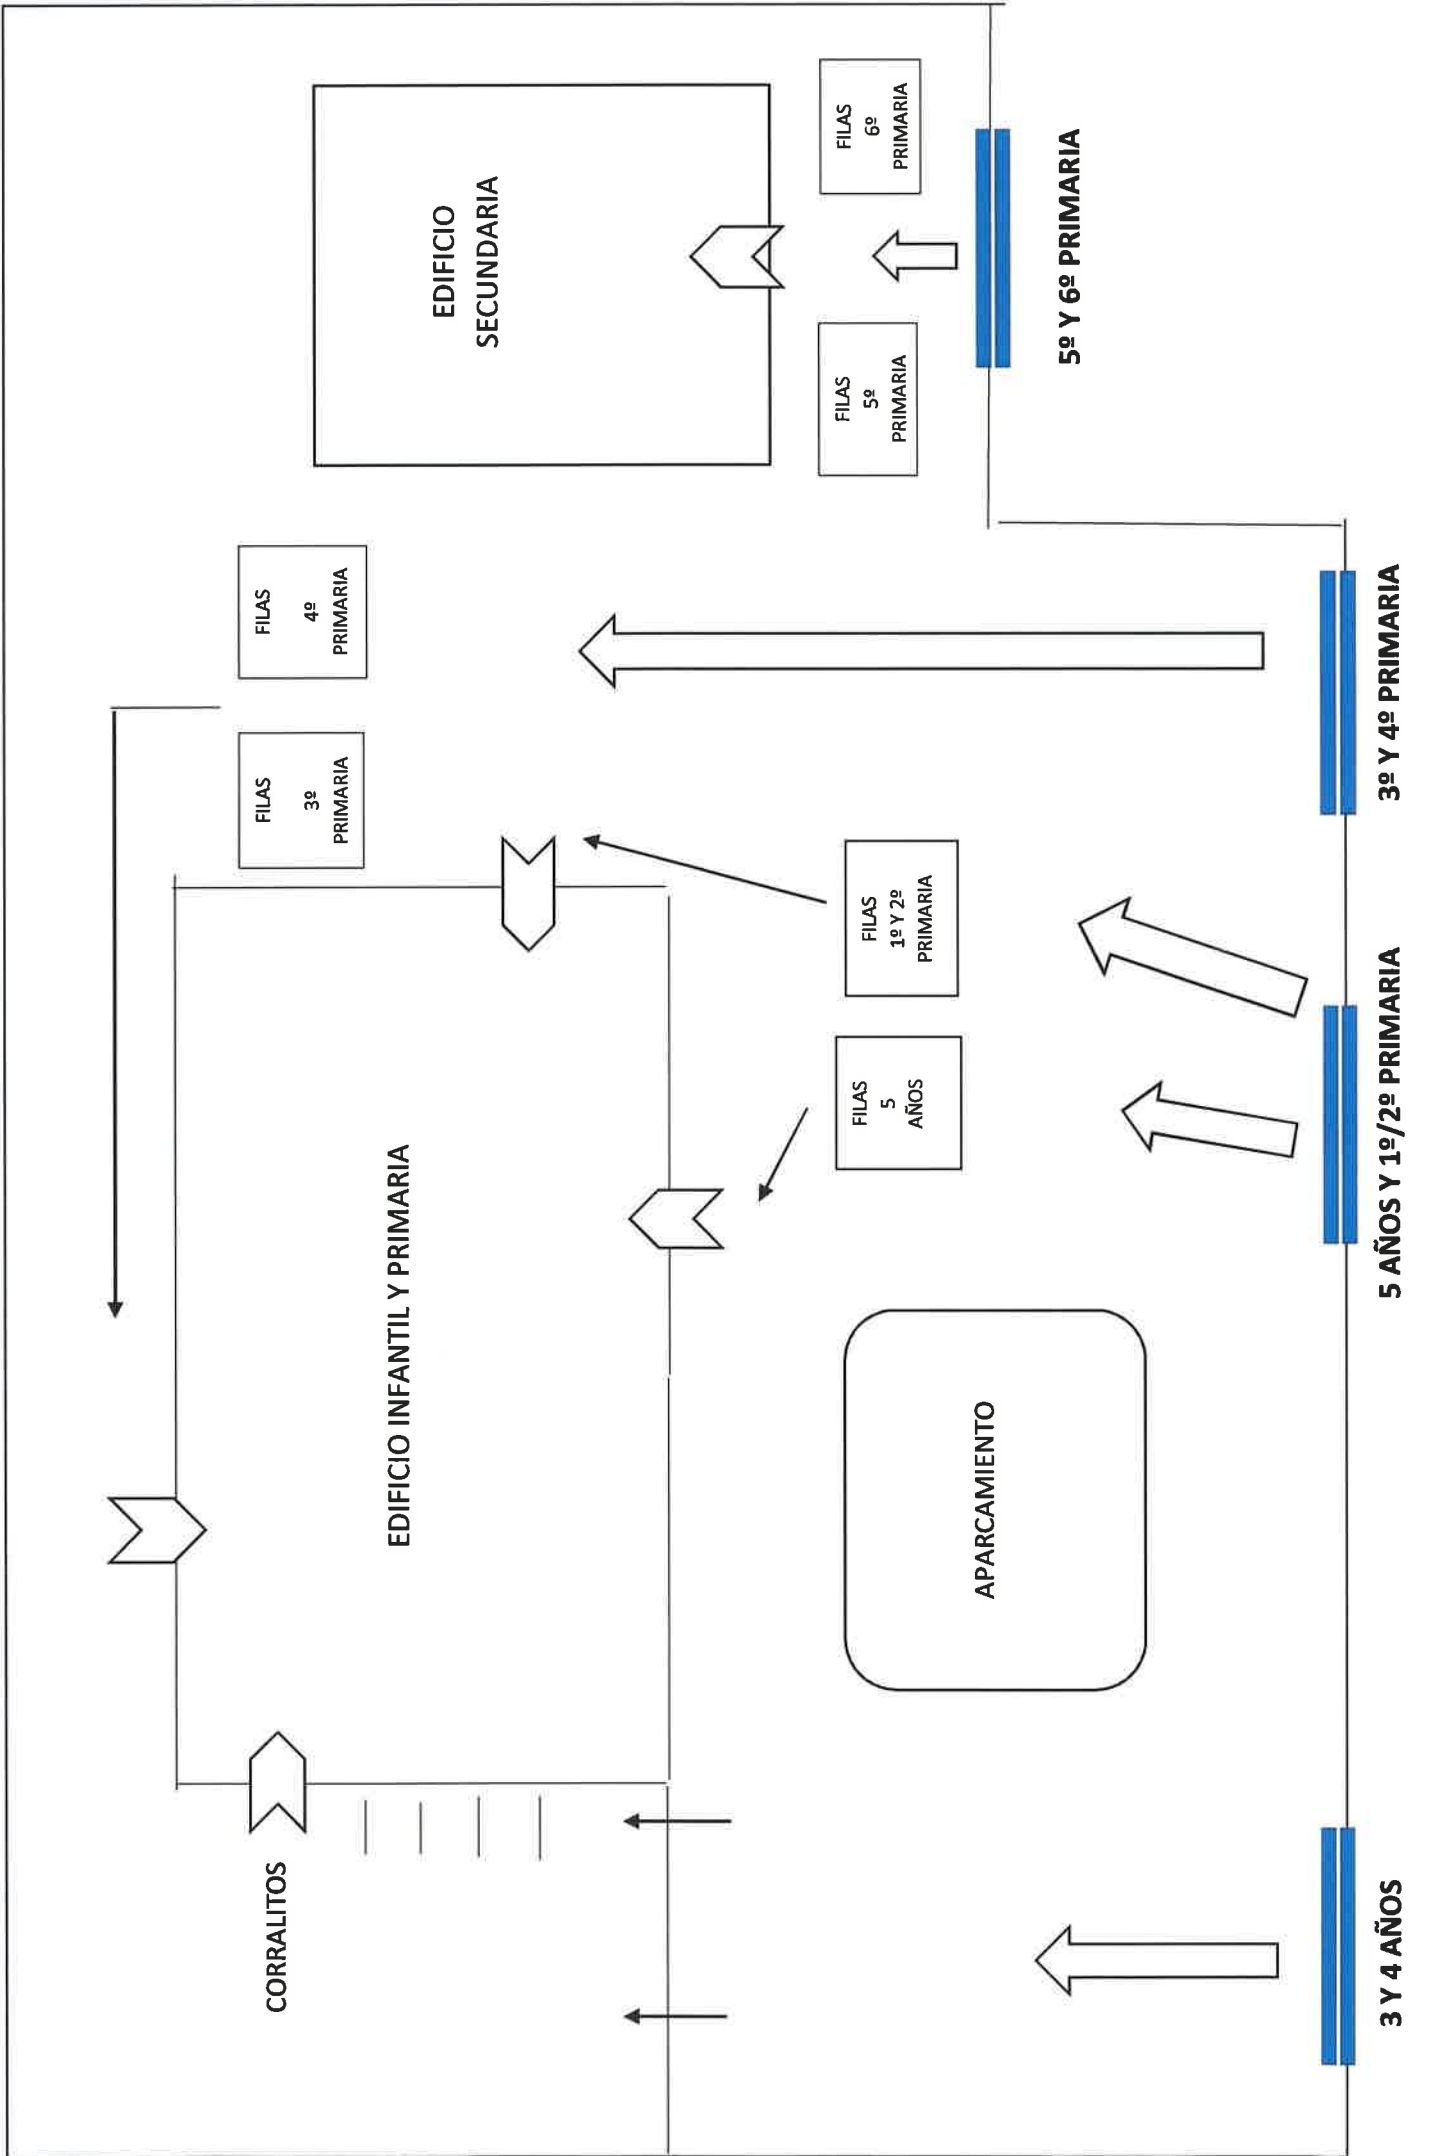 CORRALITOS
EDIFICIO INFANTIL Y PRIMARIA
FILAS
3º
PRIMARIA
FILAS
4º
PRIMARIA
EDIFICIO
SECUNDARIA
APARCAMIENTO
FILAS
5
AÑOS
FILAS
1º Y 2º
PRIMARIA
FILAS
5º
PRIMARIA
FILAS
6º
PRIMARIA
3 Y 4 AÑOS
5 AÑOS Y 1º/2º PRIMARIA
3º Y 4º PRIMARIA
5º Y 6º PRIMARIA